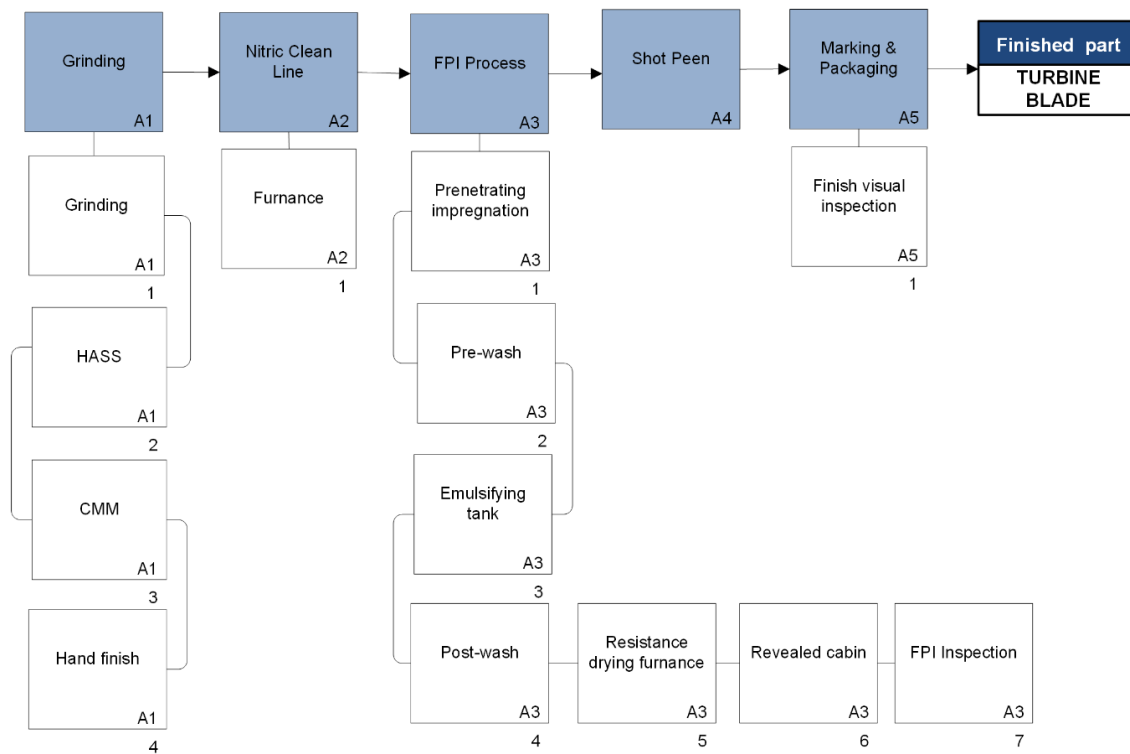 Grinding
A1
Nitric Clean
Line
A2
FPI Process
A3
Shot Peen
A4
Marking &
Packaging
A5
Finished part
TURBINE
BLADE
Grinding
A1
1
Furnance
A2
1
Prenetrating
impregnation
A3
1
Finish visual
inspection
A5
1
HASS
A1
2
Pre-wash
A3
2
CMM
A1
3
Emulsifying
tank
A3
3
Hand finish
A1
4
Post-wash
A3
4
Resistance
drying furnance
A3
5
Revealed cabin
A3
6
FPI Inspection
A3
7